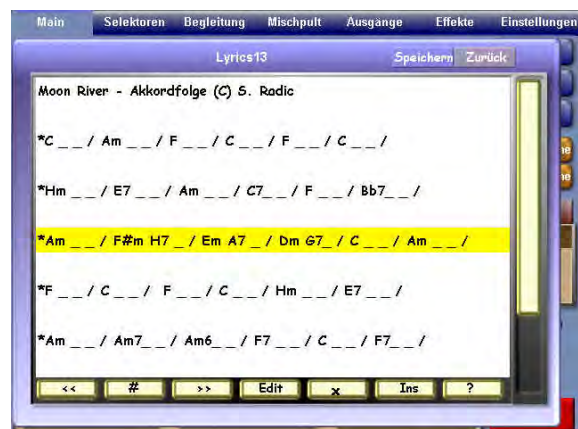 Main Selektoren Begleitung Mischpult Ausgänge Effekte Einstellungen
Lyrics13 Speichern Zurück
Moon River - Akkordfolge (C) S. Radic
*C _ _ / Am _ _ / F _ _ / C _ _ / F _ _ / C _ _ /
*Hm _ _ / E7 _ _ / Am _ _ / C7_ _ / F _ _ / Bb7_ _ /
*Am _ _ / F#m H7 _ / Em A7 _ / Dm G7_ / C _ _ / Am _ _ /
*F _ _ / C _ _ / F _ _ / C _ _ / Hm _ _ / E7 _ _ /
*Am _ _ / Am7_ _ / Am6_ _ / F7 _ _ / C _ _ / F7_ _ /
<< # >> Edit x Ins ?